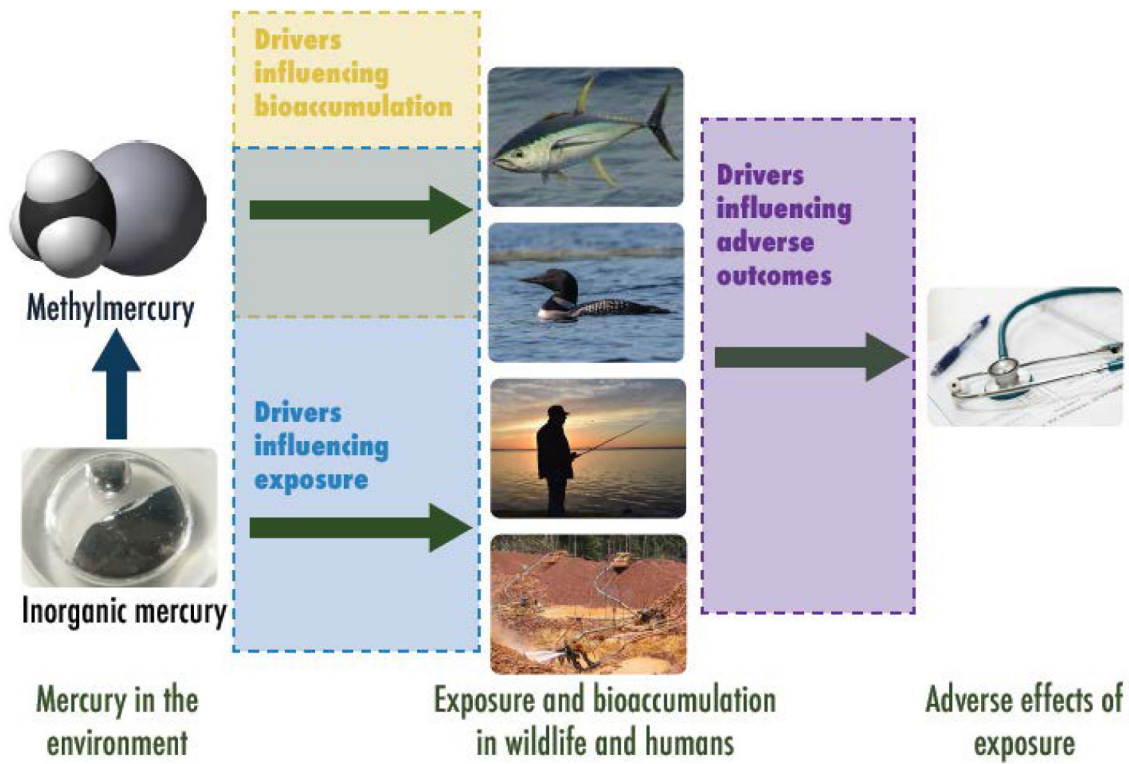 Drivers
influencing
bioaccumulation
Methylmercury
Drivers
influencing
exposure
Inorganic mercury
Drivers
influencing
adverse
outcomes
Mercury in the
environment
Exposure and bioaccumulation
in wildlife and humans
Adverse effects of
exposure